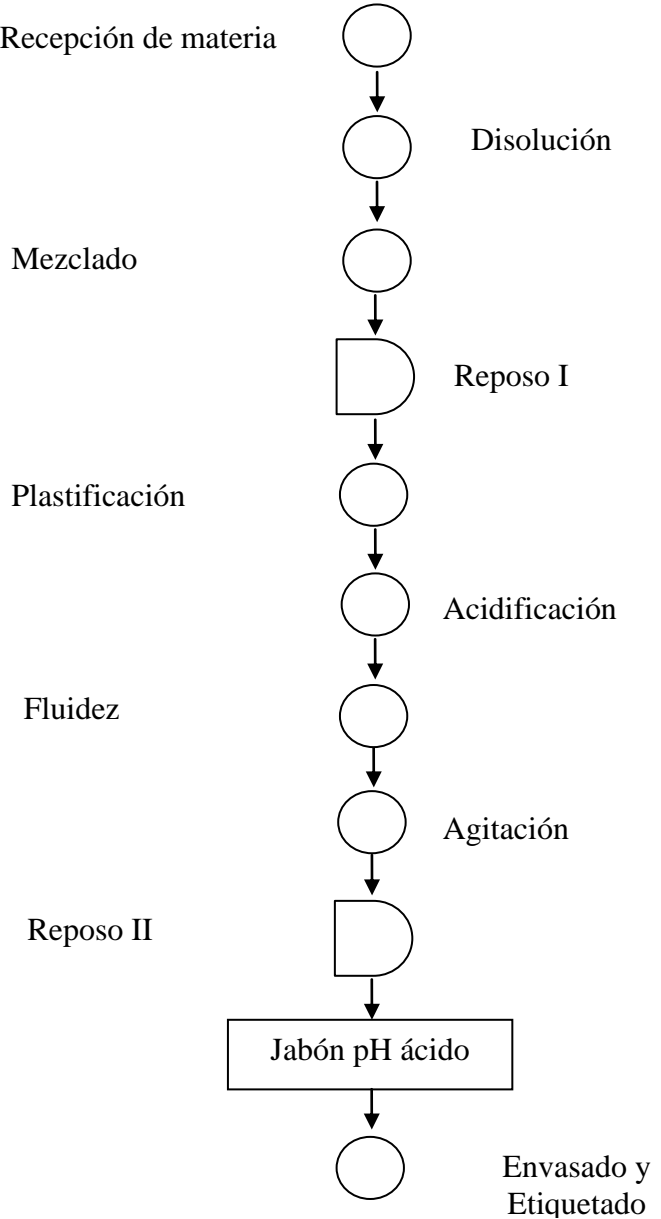 Recepción de materia
Disolución
Mezclado
Reposo I
Plastificación
Acidificación
Fluidez
Agitación
Reposo II
Jabón pH ácido
Envasado y
Etiquetado